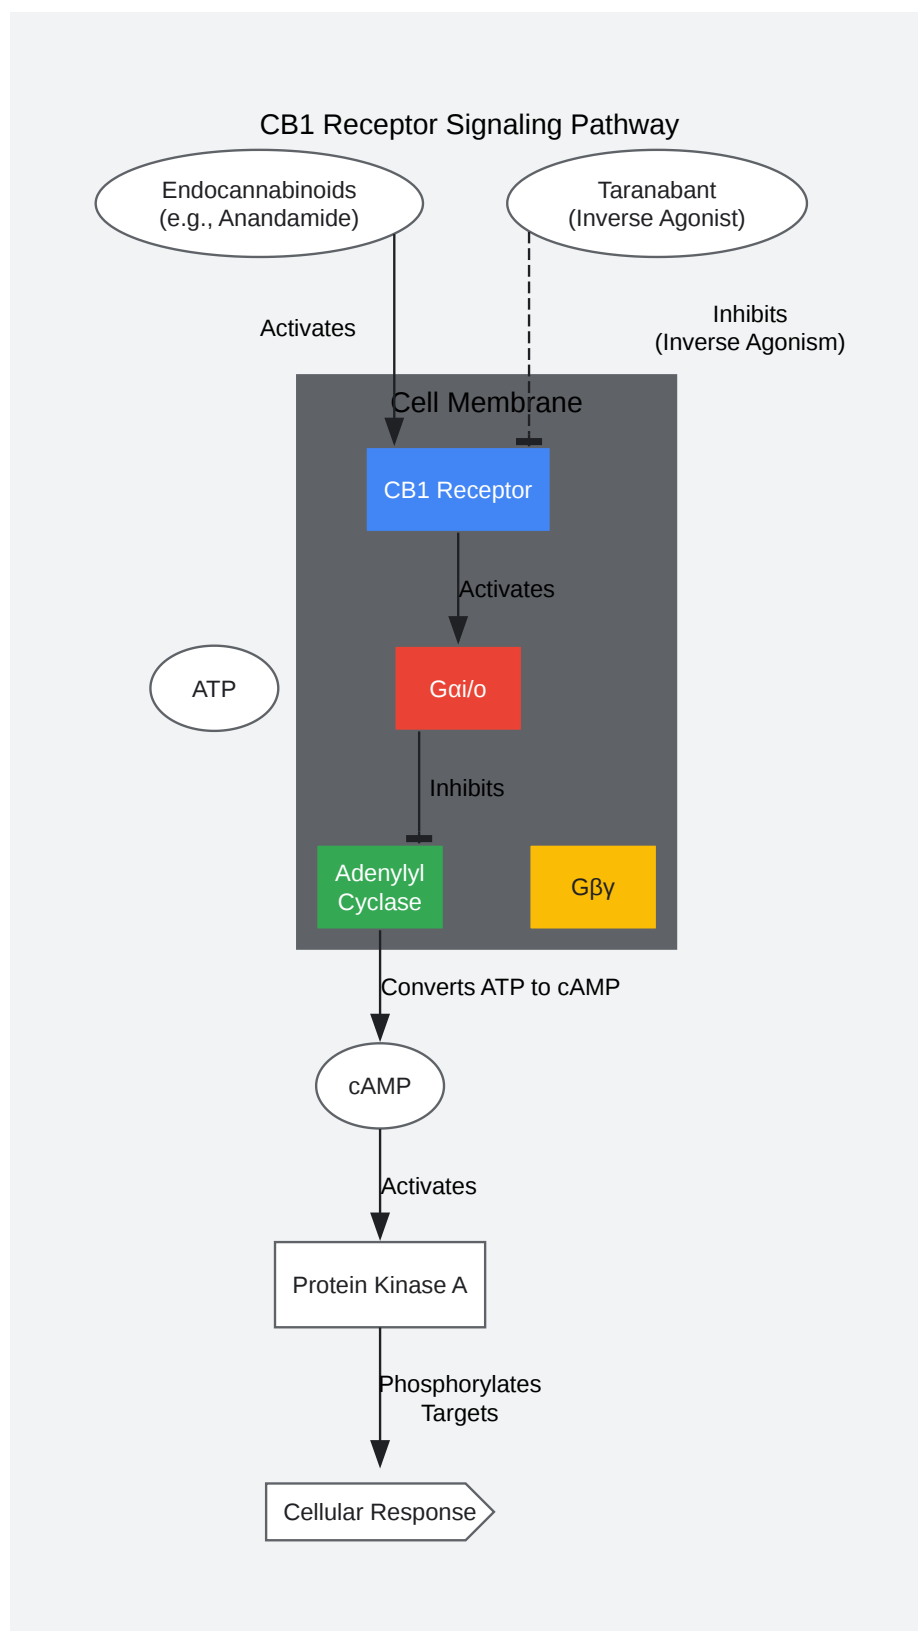 CB1 Receptor Signaling Pathway
Endocannabinoids
(e.g., Anandamide)
Taranabant
(Inverse Agonist)
Activates
Inhibits
(Inverse Agonism)
Cell Membrane
CB1 Receptor
Activates
ATP
Gαi/o
Inhibits
Adenylyl
Cyclase
Gβγ
Converts ATP to cAMP
cAMP
Activates
Protein Kinase A
Phosphorylates
Targets
Cellular Response